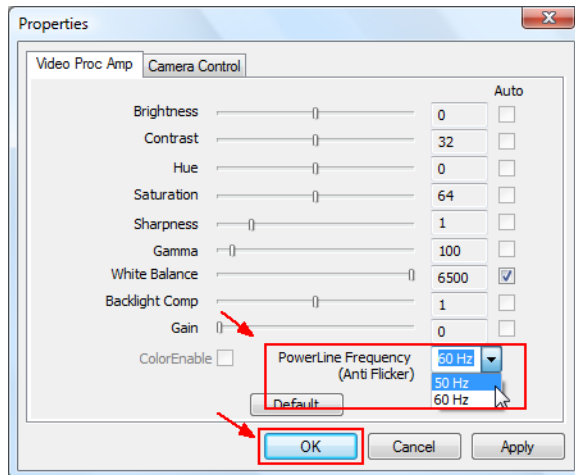 Properties
Video Proc Amp Camera Control
Auto
Brightness 0
Contrast 32
Hue 0
Saturation 64
Sharpness 1
Gamma 100
White Balance 6500
Backlight Comp 1
Gain 0
ColorEnable PowerLine Frequency 60 Hz
(Anti Flicker) 50 Hz
60 Hz
Default
OK Cancel Apply